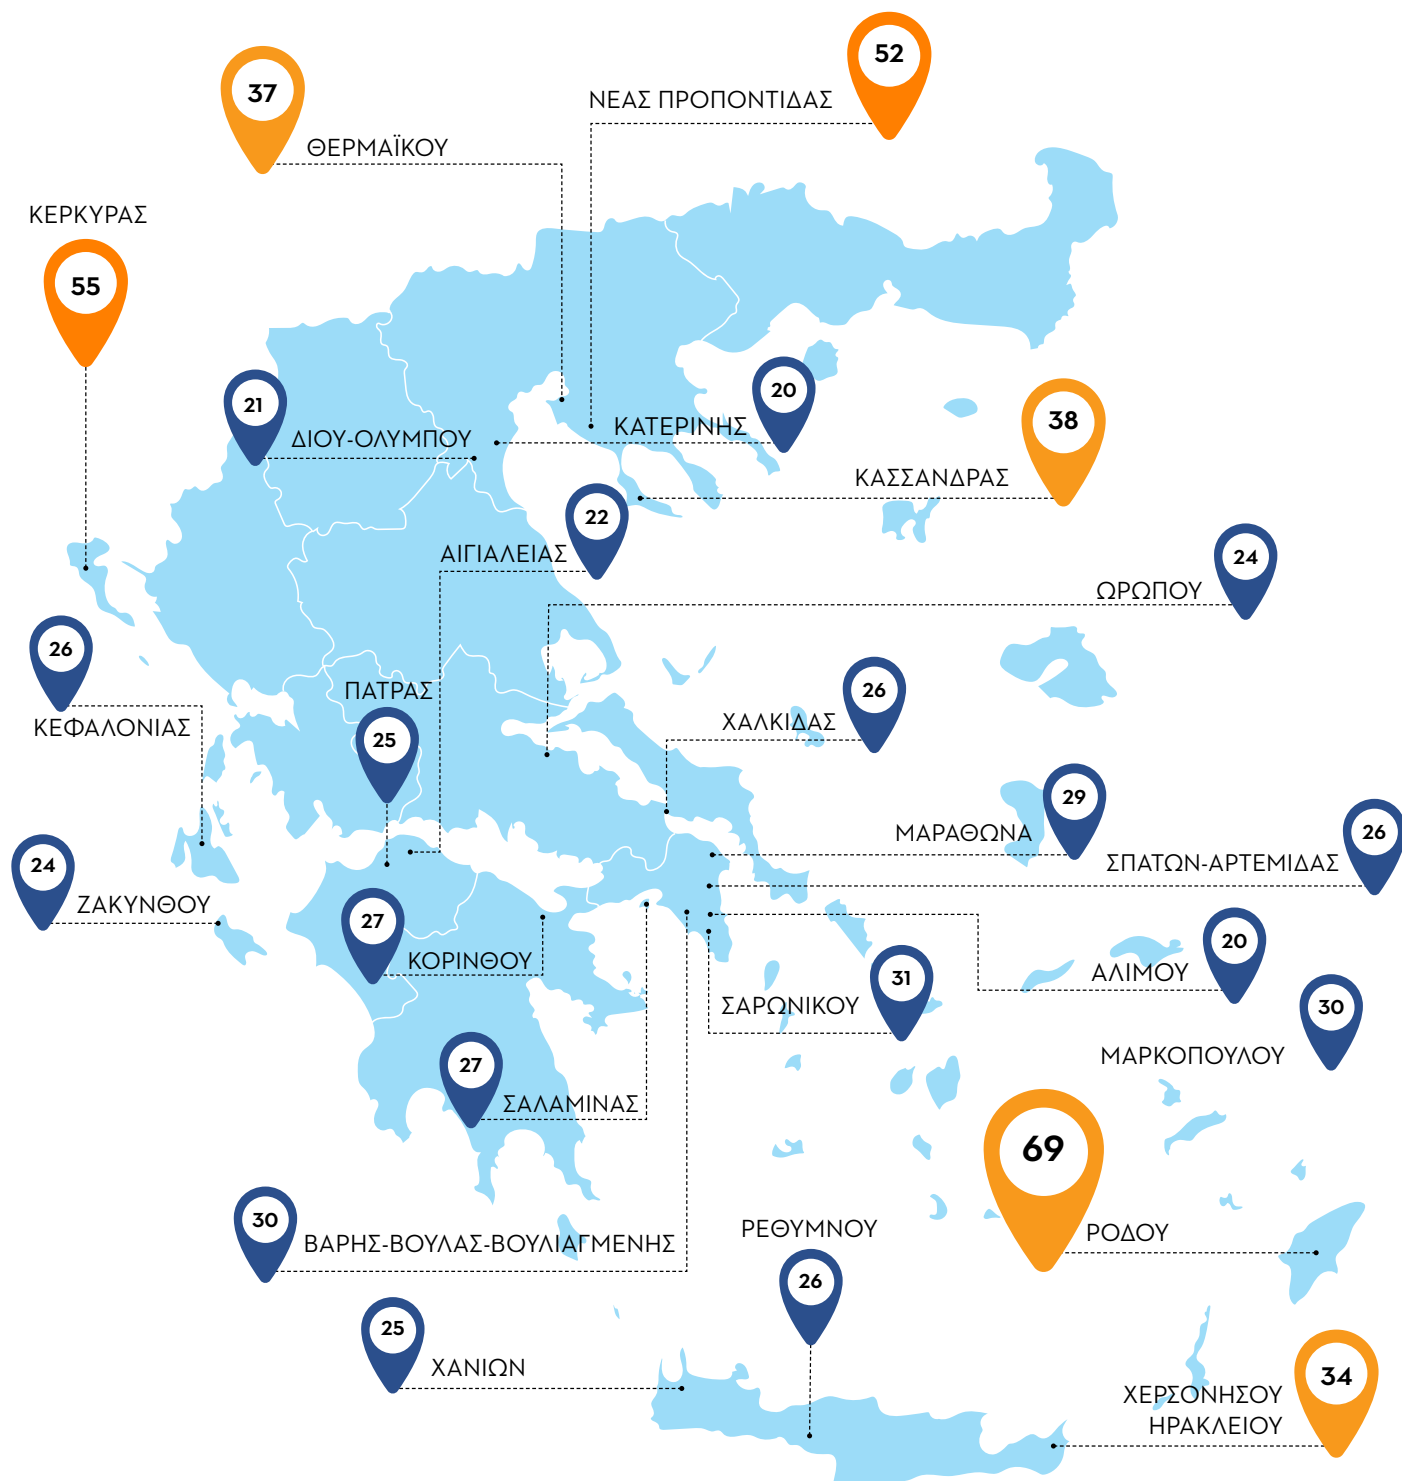 52
37
ΝΕΑΣ ΠΡΟΠΟΝΤΙΔΑΣ
ΘΕΡΜΑΪΚΟΥ
ΚΕΡΚΥΡΑΣ
55
21
20
ΔΙΟΥ-ΟΛΥΜΠΟΥ
ΚΑΤΕΡΙΝΗΣ
38
ΚΑΣΣΑΝΔΡΑΣ
22
ΑΙΓΙΑΛΕΙΑΣ
24
ΩΡΩΠΟΥ
26
ΚΕΦΑΛΟΝΙΑΣ
ΠΑΤΡΑΣ
25
26
ΧΑΛΚΙΔΑΣ
29
ΜΑΡΑΘΩΝΑ
26
ΣΠΑΤΩΝ-ΑΡΤΕΜΙΔΑΣ
24
ΖΑΚΥΝΘΟΥ
27
ΚΟΡΙΝΘΟΥ
20
ΑΛΙΜΟΥ
31
ΣΑΡΩΝΙΚΟΥ
30
ΜΑΡΚΟΠΟΥΛΟΥ
27
ΣΑΛΑΜΙΝΑΣ
69
ΡΟΔΟΥ
30
ΒΑΡΗΣ-ΒΟΥΛΑΣ-ΒΟΥΛΙΑΓΜΕΝΗΣ
ΡΕΘΥΜΝΟΥ
26
25
ΧΑΝΙΩΝ
34
ΧΕΡΣΟΝΗΣΟΥ
ΗΡΑΚΛΕΙΟΥ